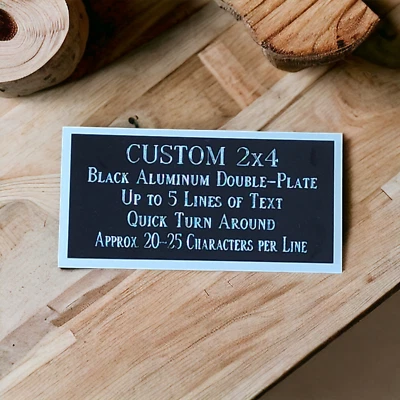 CUSTOM 2x4
Black Aluminum Double-Plate
Up to 5 Lines of Text
Quick Turn Around
Approx 20-25 Characters per Line